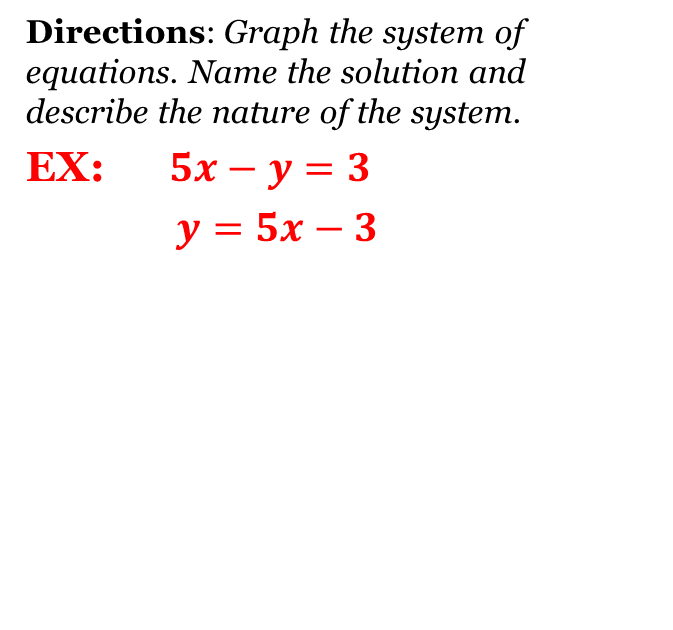 Directions: Graph the system of
equations. Name the solution and
describe the nature of the system.
EX: 5x − y = 3
y = 5x − 3